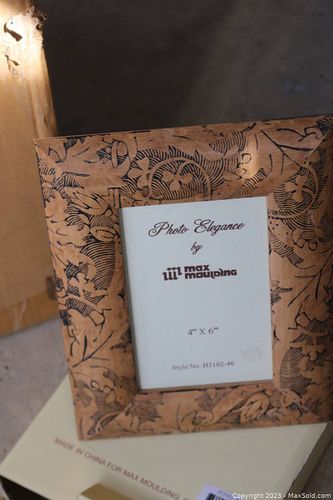 Photo Elegance
by
max
moulding
4" X 6"
Style No. H3102-46
MADE IN CHINA FOR MAX MOULDING
Copyright 2023 - MaxSold.com